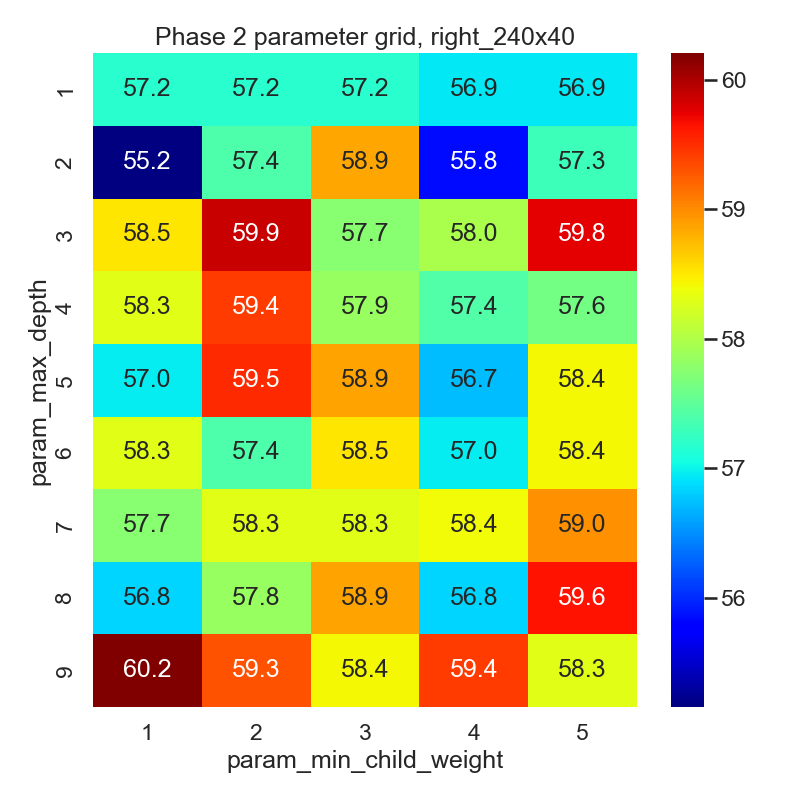 Phase 2 parameter grid, right_240x40
1 57.2 57.2 57.2 56.9 56.9
2 55.2 57.4 58.9 55.8 57.3
3 58.5 59.9 57.7 58.0 59.8
4 58.3 59.4 57.9 57.4 57.6
5 57.0 59.5 58.9 56.7 58.4
6 58.3 57.4 58.5 57.0 58.4
7 57.7 58.3 58.3 58.4 59.0
8 56.8 57.8 58.9 56.8 59.6
9 60.2 59.3 58.4 59.4 58.3
1 2 3 4 5
param_min_child_weight
param_max_depth
60
59
58
57
56